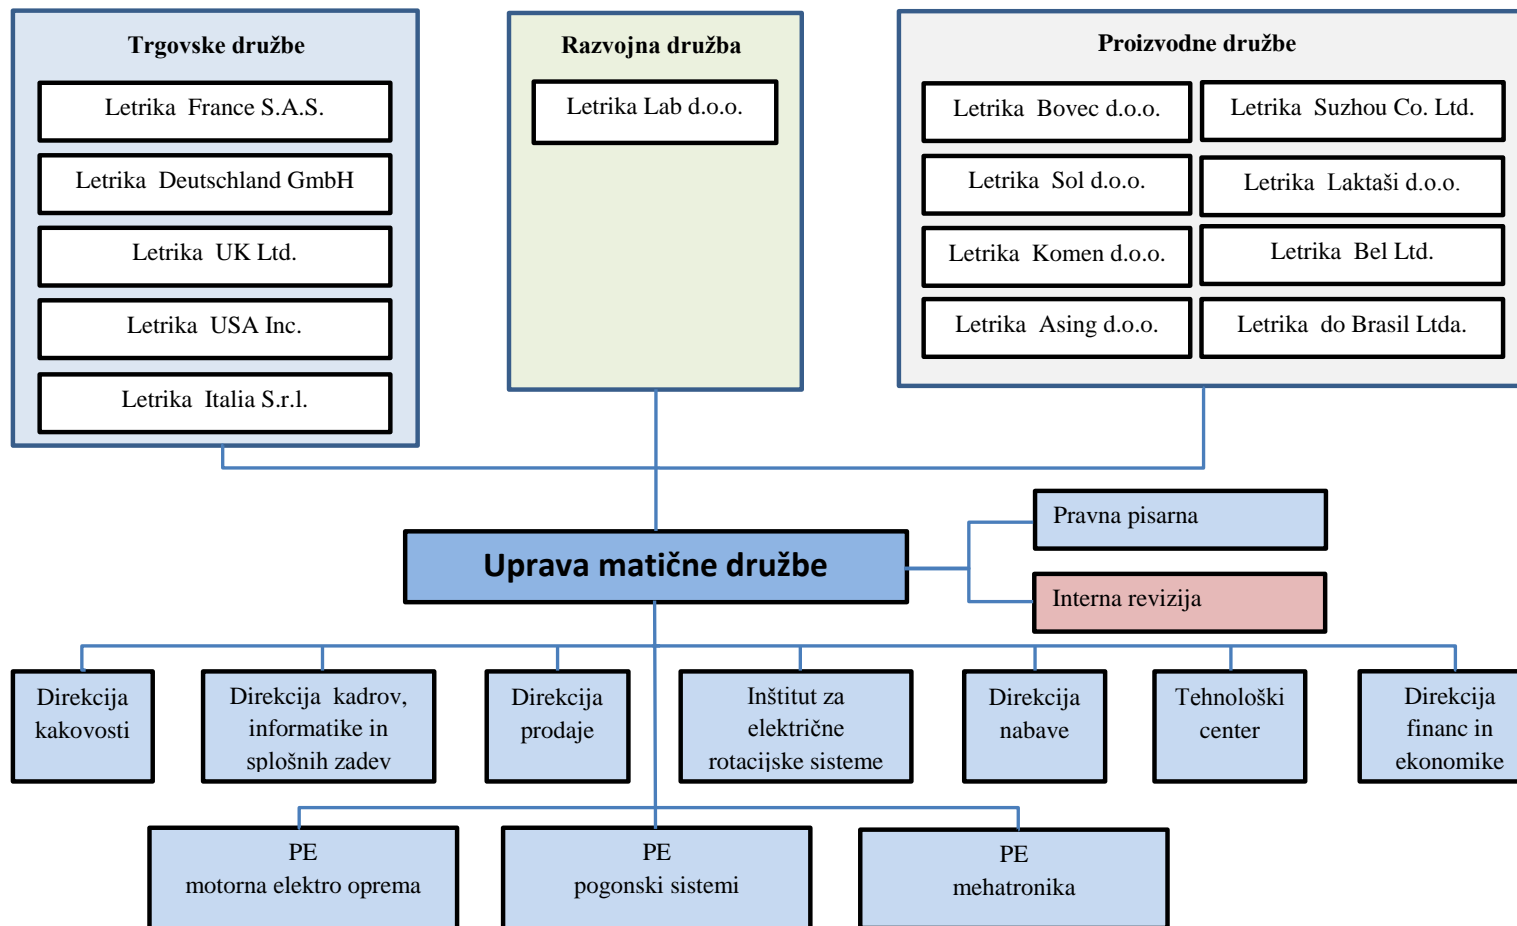 Trgovske družbe
Letrika France S.A.S.
Letrika Deutschland GmbH
Letrika UK Ltd.
Letrika USA Inc.
Letrika Italia S.r.l.
Razvojna družba
Letrika Lab d.o.o.
Proizvodne družbe
Letrika Bovec d.o.o.
Letrika Suzhou Co. Ltd.
Letrika Sol d.o.o.
Letrika Laktaši d.o.o.
Letrika Komen d.o.o.
Letrika Bel Ltd.
Letrika Asing d.o.o.
Letrika do Brasil Ltda.
Uprava matične družbe
Pravna pisarna
Interna revizija
Direkcija
kakovosti
Direkcija kadrov,
informatike in
splošnih zadev
Direkcija
prodaje
Inštitut za
električne
rotacijske sisteme
Direkcija
nabave
Tehnološki
center
Direkcija
financ in
ekonomike
PE
motorna elektro oprema
PE
pogonski sistemi
PE
mehatronika